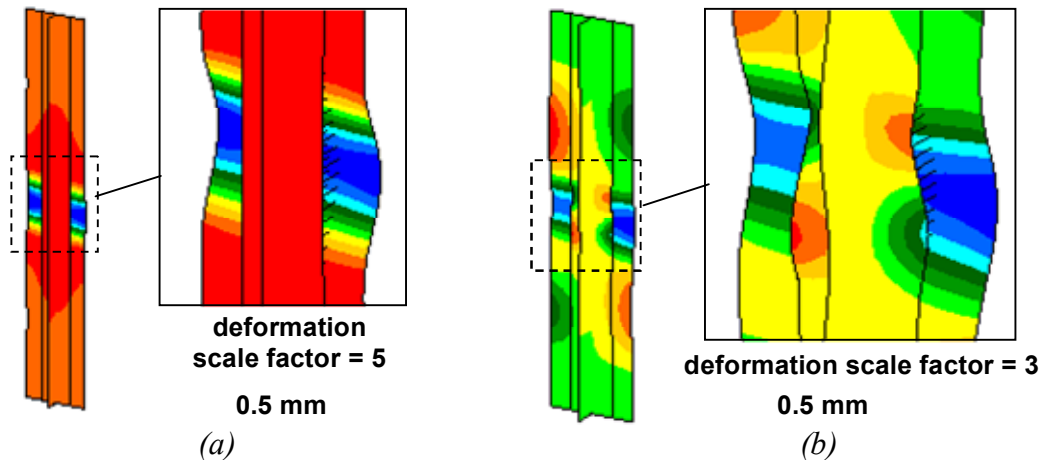 deformation
scale factor = 5
0.5 mm
(a)
deformation scale factor = 3
0.5 mm
(b)